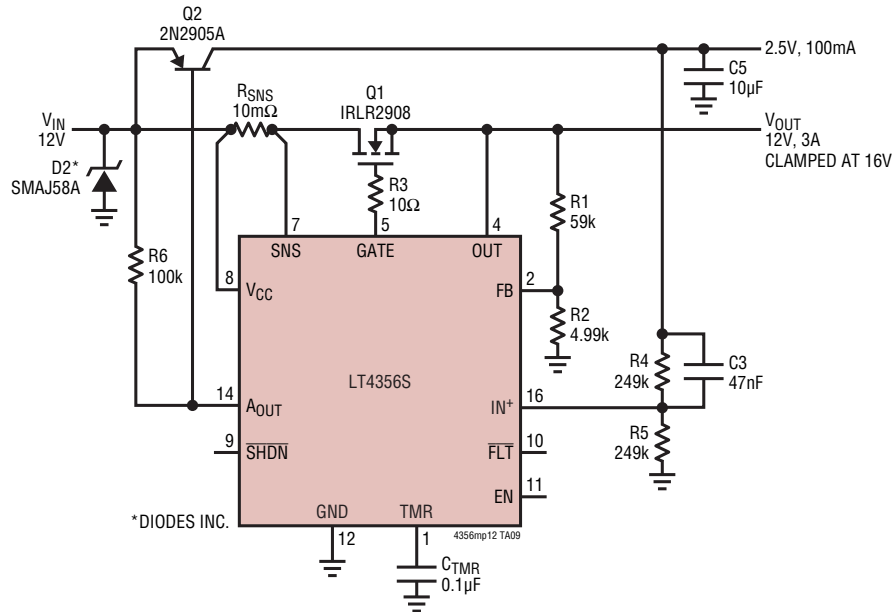 Q2
2N2905A
2.5V, 100mA
C5
10µF
VIN
12V
RSNS
10mΩ
Q1
IRLR2908
VOUT
12V, 3A
CLAMPED AT 16V
D2*
SMAJ58A
R3
10Ω
R1
59k
7
5
4
SNS
GATE
OUT
R6
100k
8
VCC
2
FB
R2
4.99k
LT4356S
R4
249k
C3
47nF
14
AOUT
16
IN+
9
SHDN
10
FLT
R5
249k
11
EN
*DIODES INC.
GND
TMR
12
1
4356mp12 TA09
CTMR
0.1µF